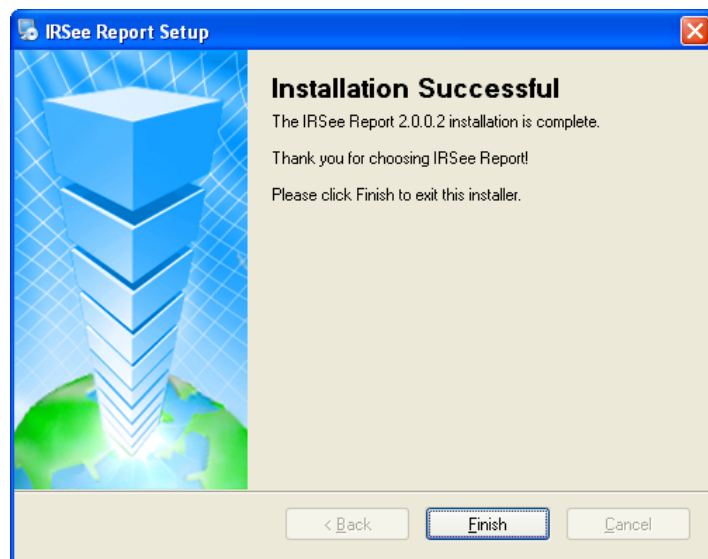 IRSee Report Setup
Installation Successful
The IRSee Report 2.0.0.2 installation is complete.
Thank you for choosing IRSee Report!
Please click Finish to exit this installer.
< Back
Finish
Cancel